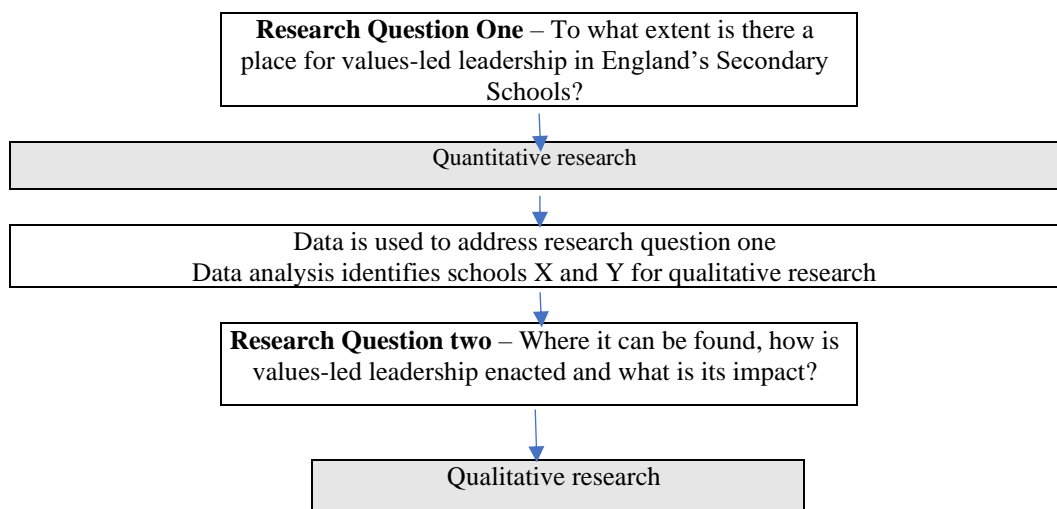 Research Question One – To what extent is there a
place for values-led leadership in England's Secondary
Schools?
Quantitative research
Data is used to address research question one
Data analysis identifies schools X and Y for qualitative research
Research Question two – Where it can be found, how is
values-led leadership enacted and what is its impact?
Qualitative research